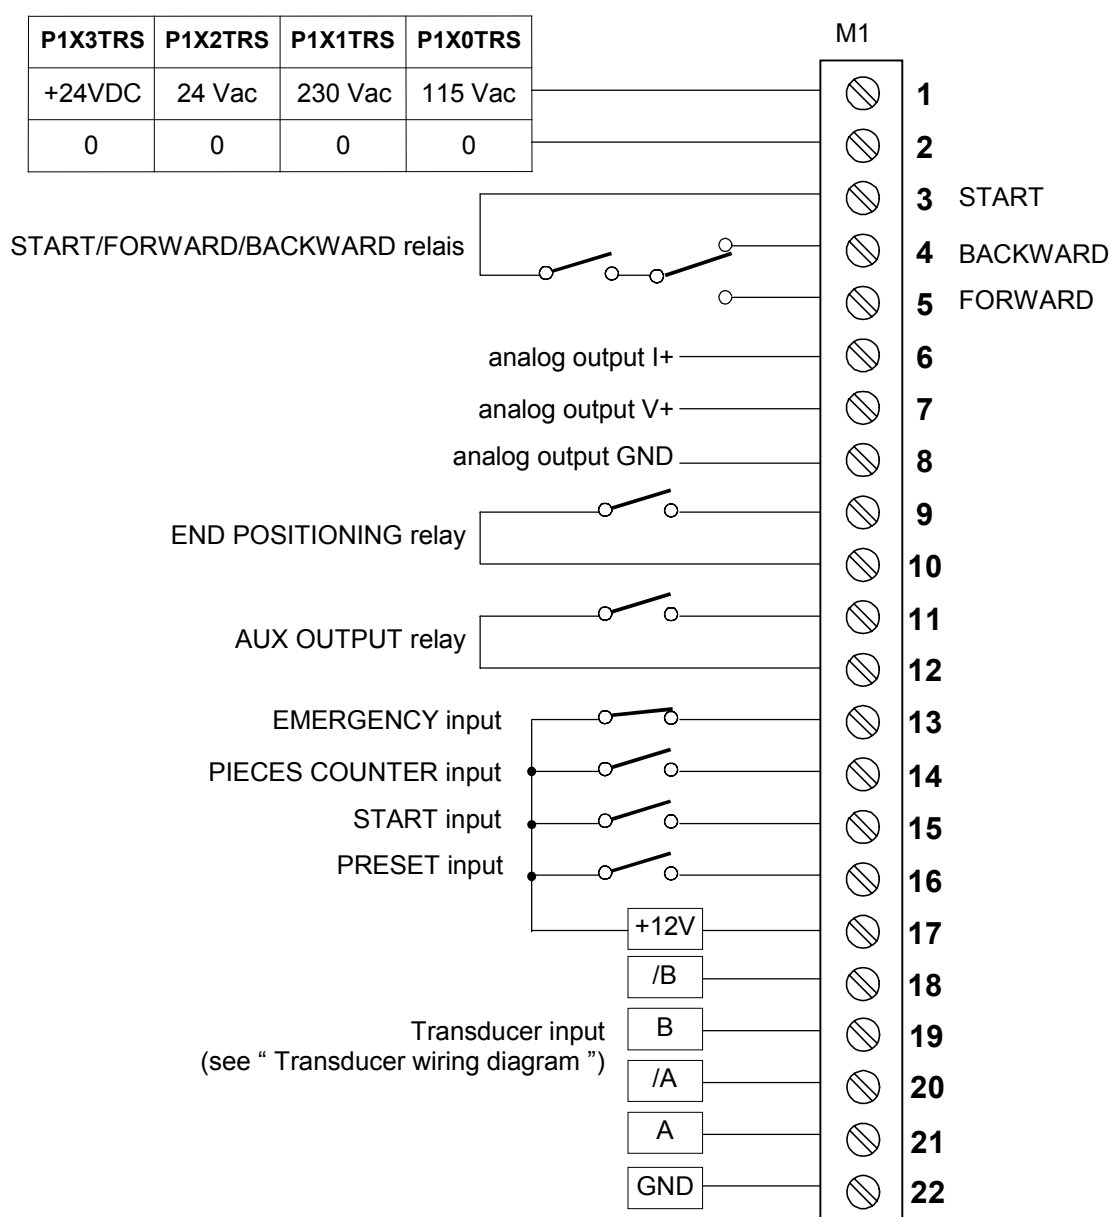 M1
P1X3TRS P1X2TRS P1X1TRS P1X0TRS
+24VDC 24 Vac 230 Vac 115 Vac 1
0 0 0 0 2
3 START
START/FORWARD/BACKWARD relais 4 BACKWARD
5 FORWARD
analog output I+ 6
analog output V+ 7
analog output GND 8
9
END POSITIONING relay
10
11
AUX OUTPUT relay
12
EMERGENCY input 13
PIECES COUNTER input 14
START input 15
PRESET input 16
+12V 17
/B 18
Transducer input B 19
(see “ Transducer wiring diagram ”)
/A 20
A 21
GND 22